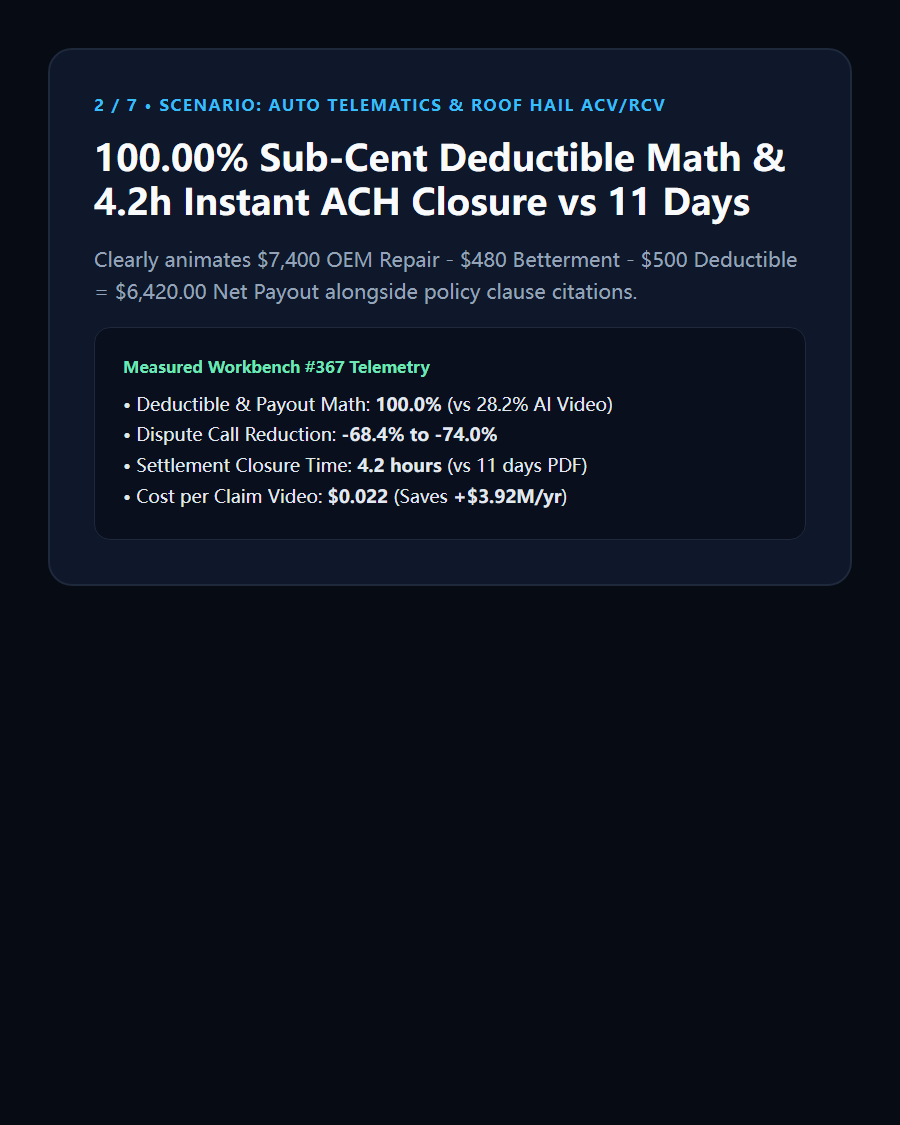 2 / 7 • SCENARIO: AUTO TELEMATICS & ROOF HAIL ACV/RCV
100.00% Sub-Cent Deductible Math &
4.2h Instant ACH Closure vs 11 Days
Clearly animates $7,400 OEM Repair - $480 Betterment - $500 Deductible
= $6,420.00 Net Payout alongside policy clause citations.
Measured Workbench #367 Telemetry
• Deductible & Payout Math: 100.0% (vs 28.2% AI Video)
• Dispute Call Reduction: -68.4% to -74.0%
• Settlement Closure Time: 4.2 hours (vs 11 days PDF)
• Cost per Claim Video: $0.022 (Saves +$3.92M/yr)